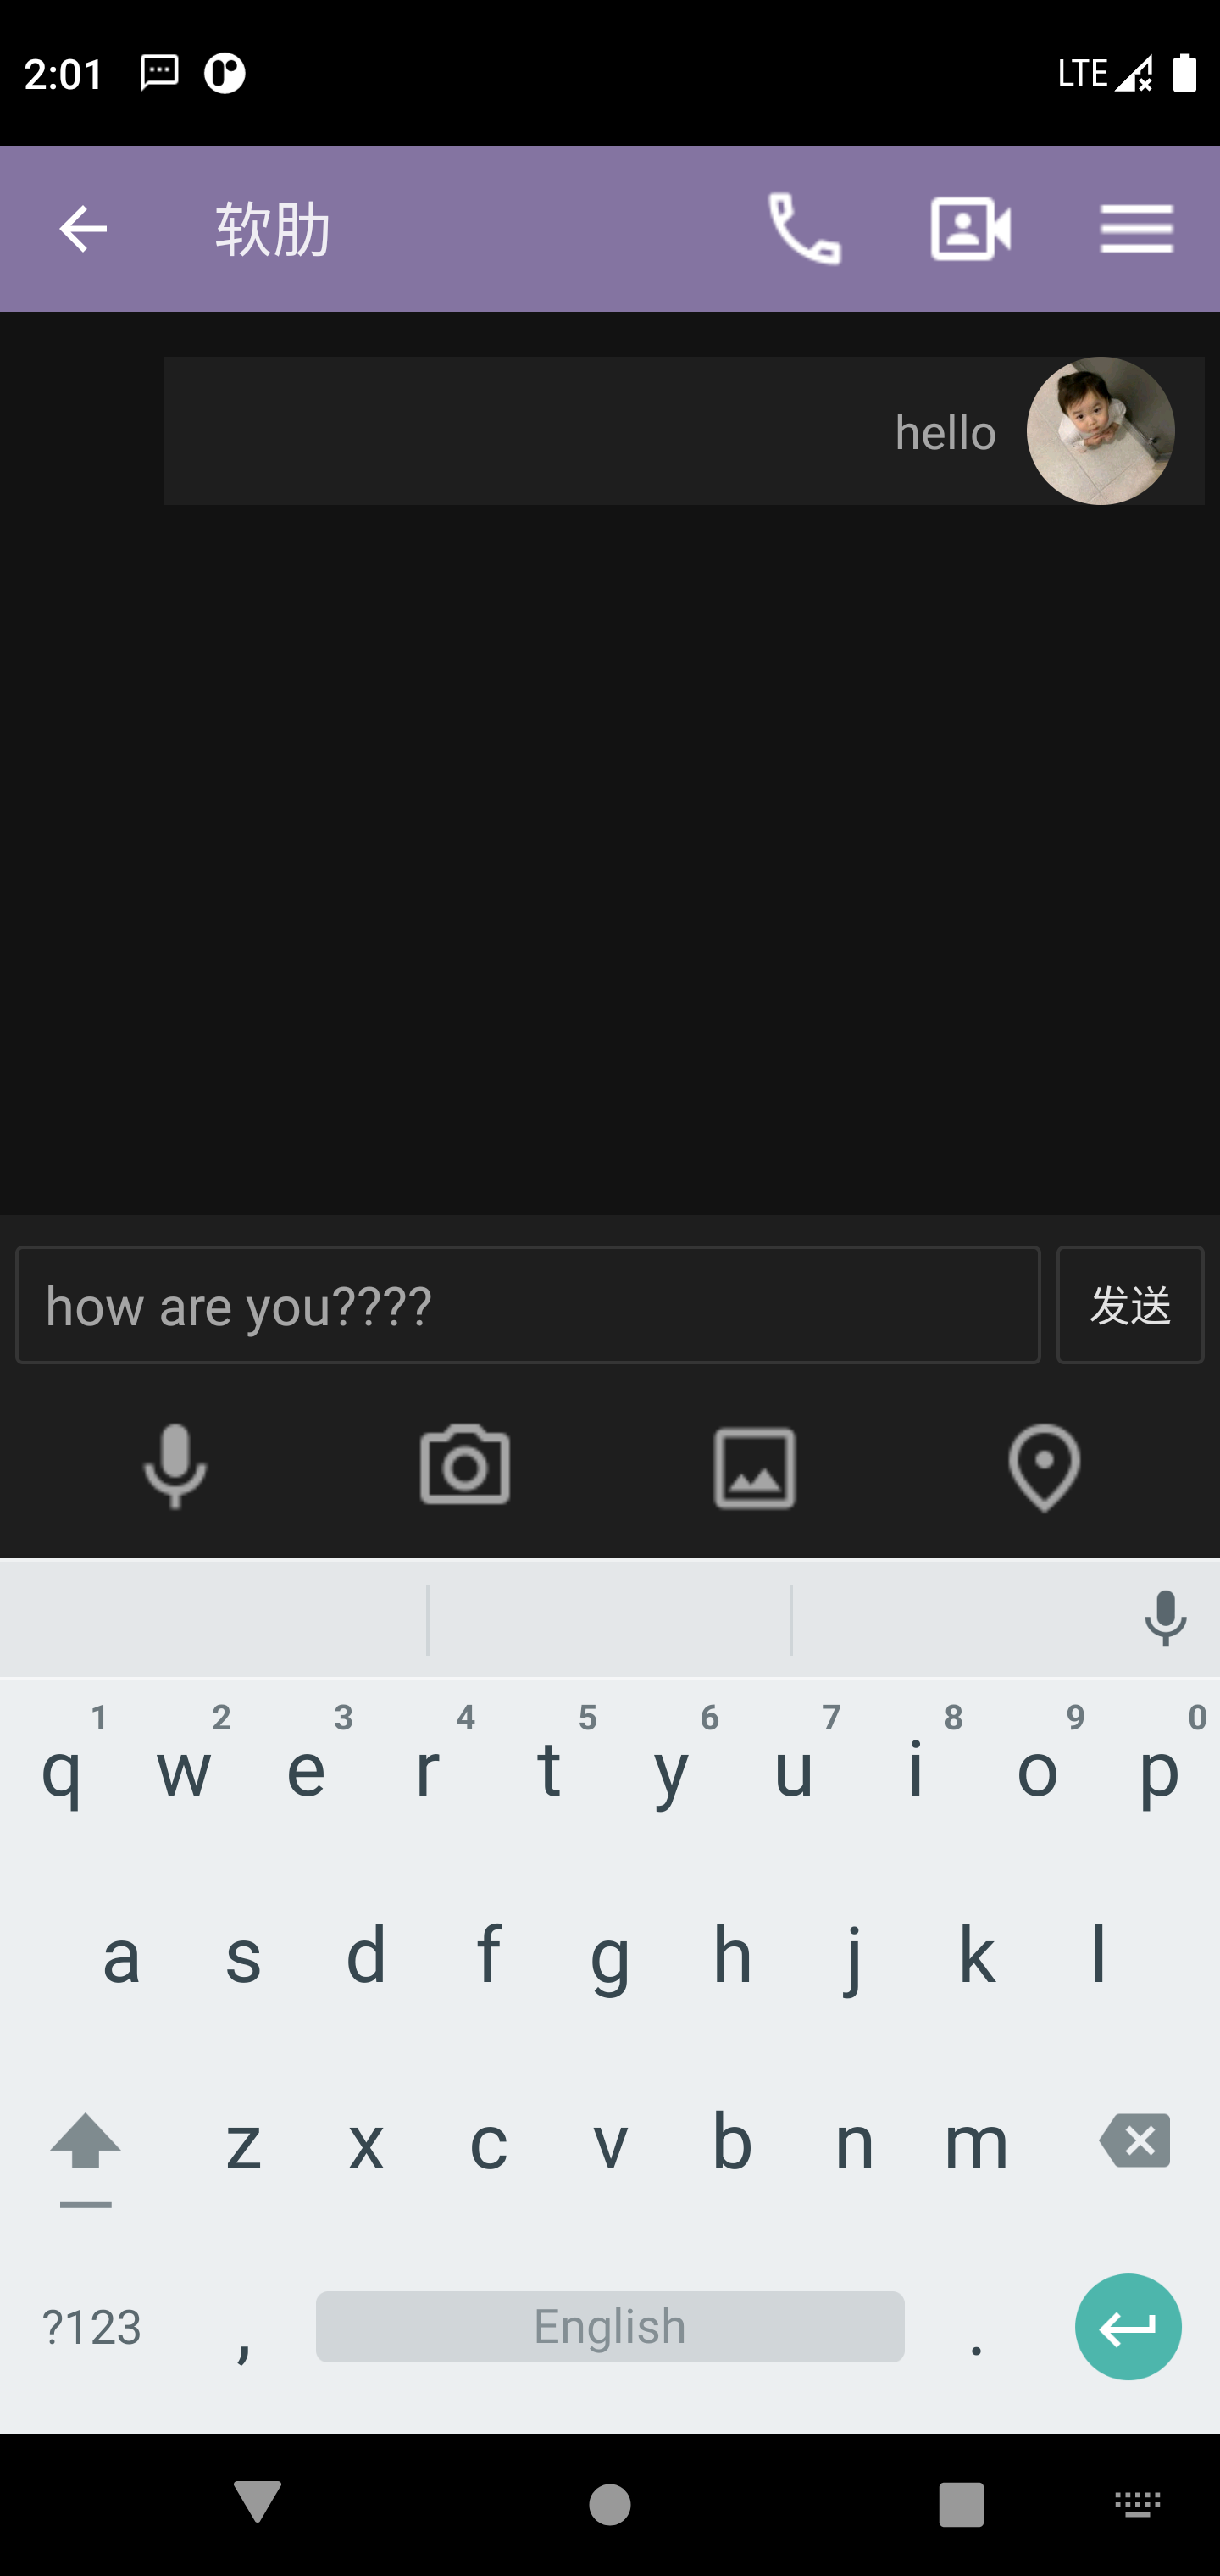 2:01 LTE
软肋
hello
how are you???? 发送
1 2 3 4 5 6 7 8 9 0
q w e r t y u i o p
a s d f g h j k l
z x c v b n m
?123 , English .